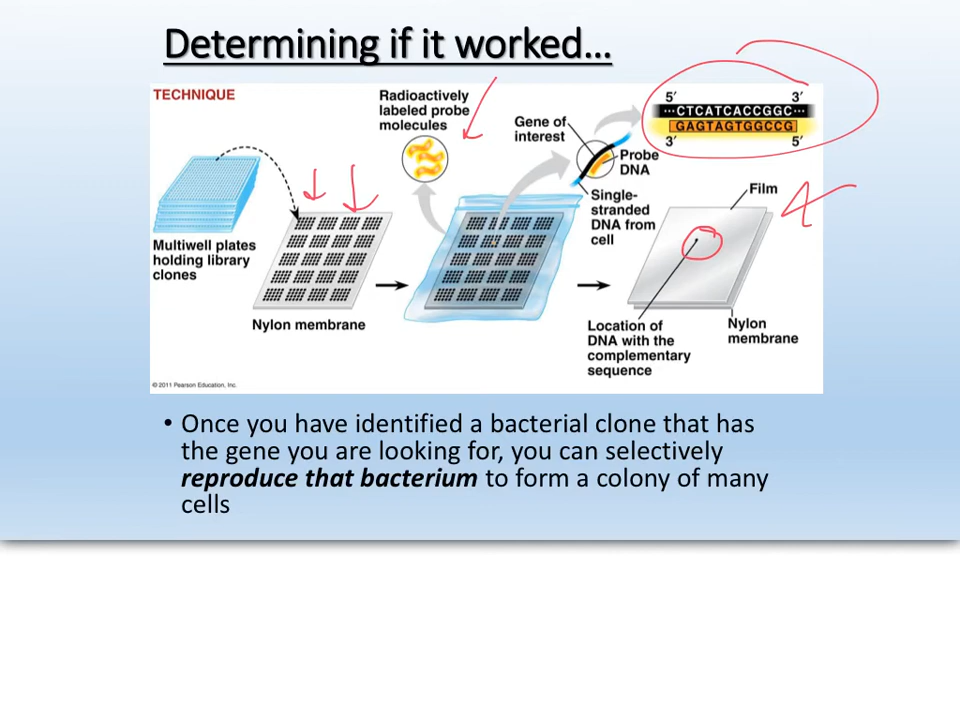 Determining if it worked...
TECHNIQUE
Radioactively
labeled probe
molecules
Gene of
interest
5′ 3′
···CTCATCACCGGC···
GAGTAGTGGCCG
3′ 5′
Probe
DNA
Single-
stranded
DNA from
cell
Film
Multiwell plates
holding library
clones
Nylon membrane
Location of
DNA with the
complementary
sequence
Nylon
membrane
© 2011 Pearson Education, Inc.
• Once you have identified a bacterial clone that has
the gene you are looking for, you can selectively
reproduce that bacterium to form a colony of many
cells